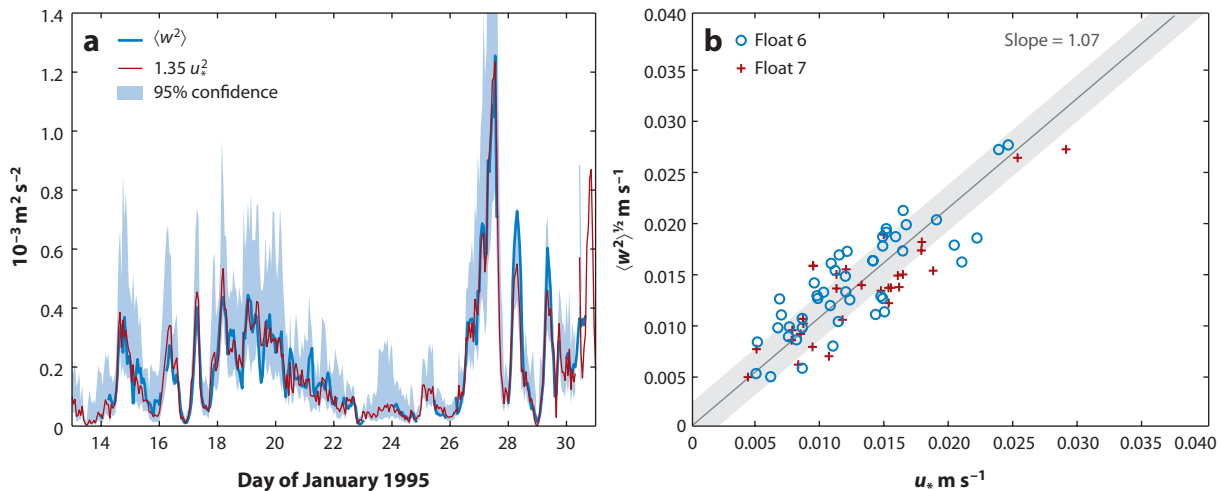 a
⟨w²⟩
1.35 u²*
95% confidence
1.4
1.2
1.0
0.8
0.6
0.4
0.2
0
10⁻³ m² s⁻²
14 16 18 20 22 24 26 28 30
Day of January 1995
b
Float 6
Float 7
Slope = 1.07
0.040
0.040
0.030
0.025
0.020
0.015
0.010
0.005
0
⟨w²⟩^½ m s⁻¹
0 0.005 0.010 0.015 0.020 0.025 0.030 0.035 0.040
u* m s⁻¹